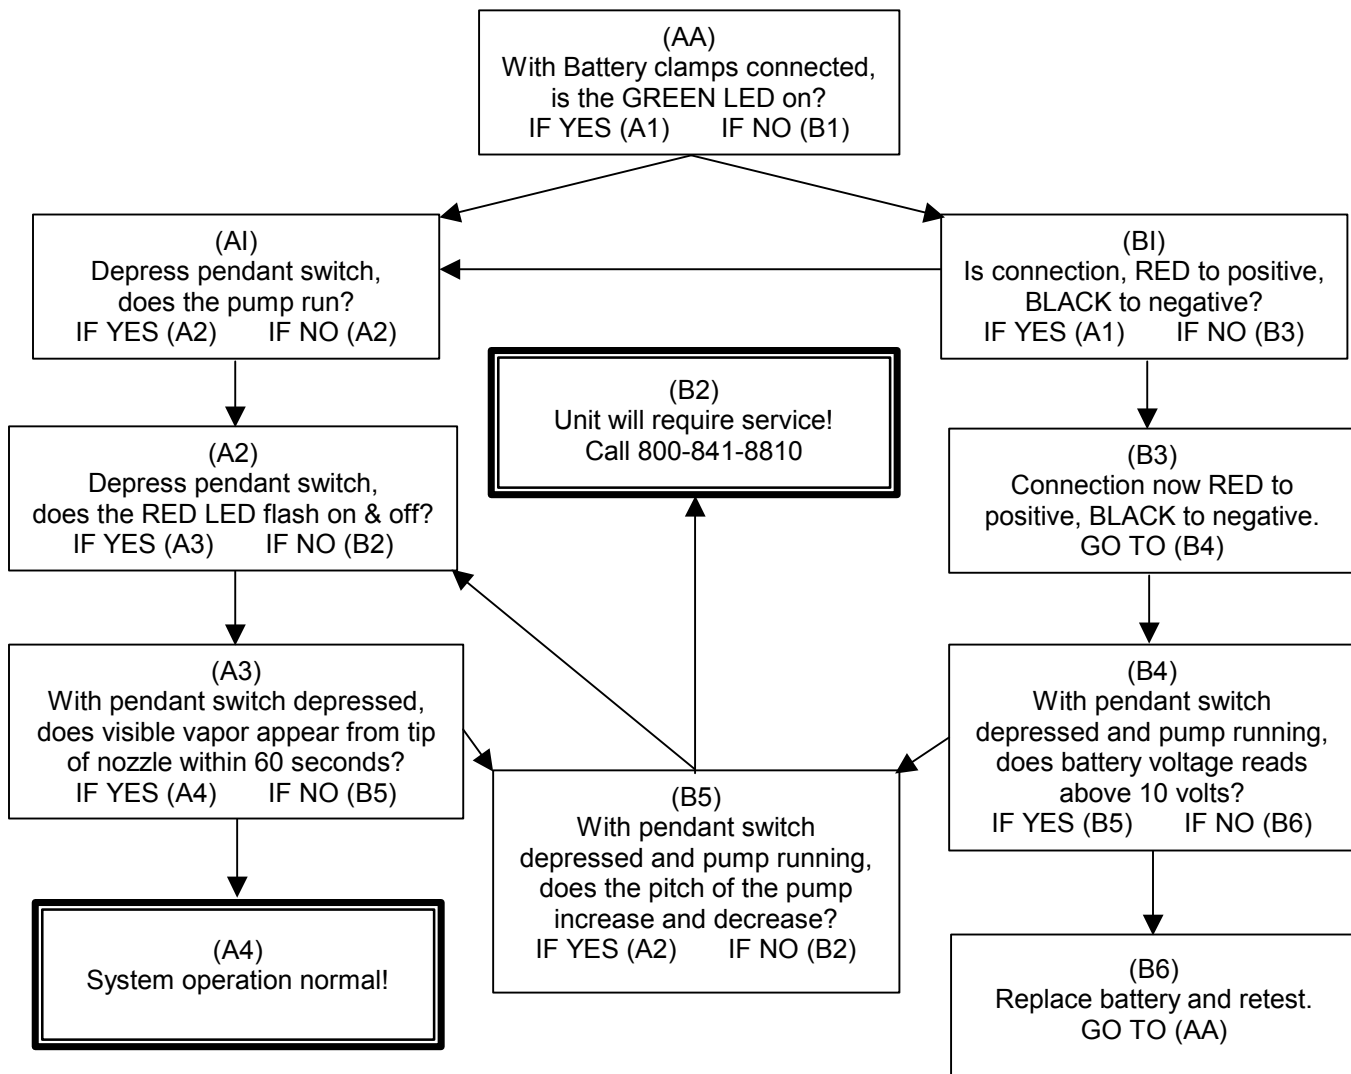 (AA)
With Battery clamps connected,
is the GREEN LED on?
IF YES (A1) IF NO (B1)
(AI)
Depress pendant switch,
does the pump run?
IF YES (A2) IF NO (A2)
(BI)
Is connection, RED to positive,
BLACK to negative?
IF YES (A1) IF NO (B3)
(B2)
Unit will require service!
Call 800-841-8810
(A2)
Depress pendant switch,
does the RED LED flash on & off?
IF YES (A3) IF NO (B2)
(B3)
Connection now RED to
positive, BLACK to negative.
GO TO (B4)
(A3)
With pendant switch depressed,
does visible vapor appear from tip
of nozzle within 60 seconds?
IF YES (A4) IF NO (B5)
(B4)
With pendant switch
depressed and pump running,
does battery voltage reads
above 10 volts?
IF YES (B5) IF NO (B6)
(B5)
With pendant switch
depressed and pump running,
does the pitch of the pump
increase and decrease?
IF YES (A2) IF NO (B2)
(A4)
System operation normal!
(B6)
Replace battery and retest.
GO TO (AA)